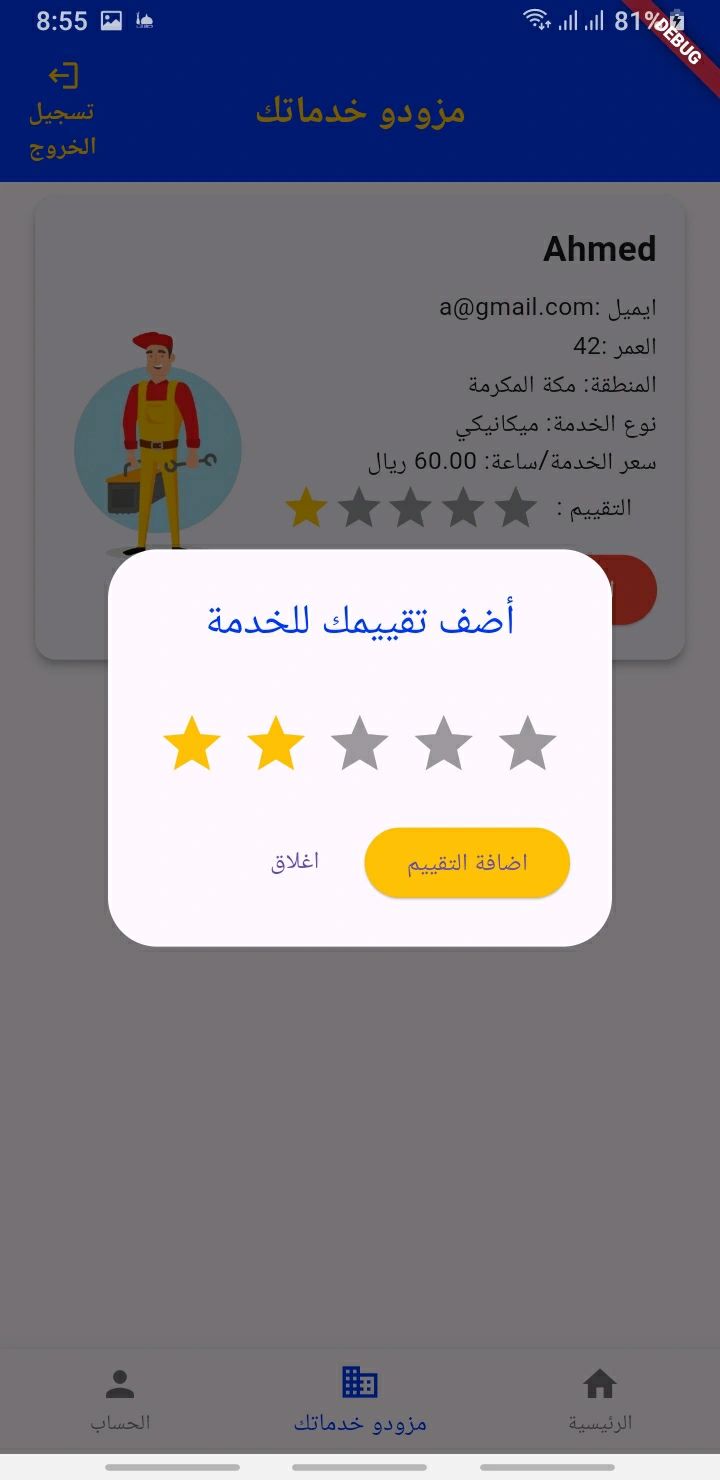 8:55
81%
DEBUG
تسجيل
الخروج
مزودو خدماتك
Ahmed
ايميل :a@gmail.com
العمر :42
المنطقة: مكة المكرمة
نوع الخدمة: ميكانيكي
سعر الخدمة/ساعة: 60.00 ريال
التقييم :
أضف تقييمك للخدمة
اضافة التقييم
اغلاق
الرئيسية
مزودو خدماتك
الحساب